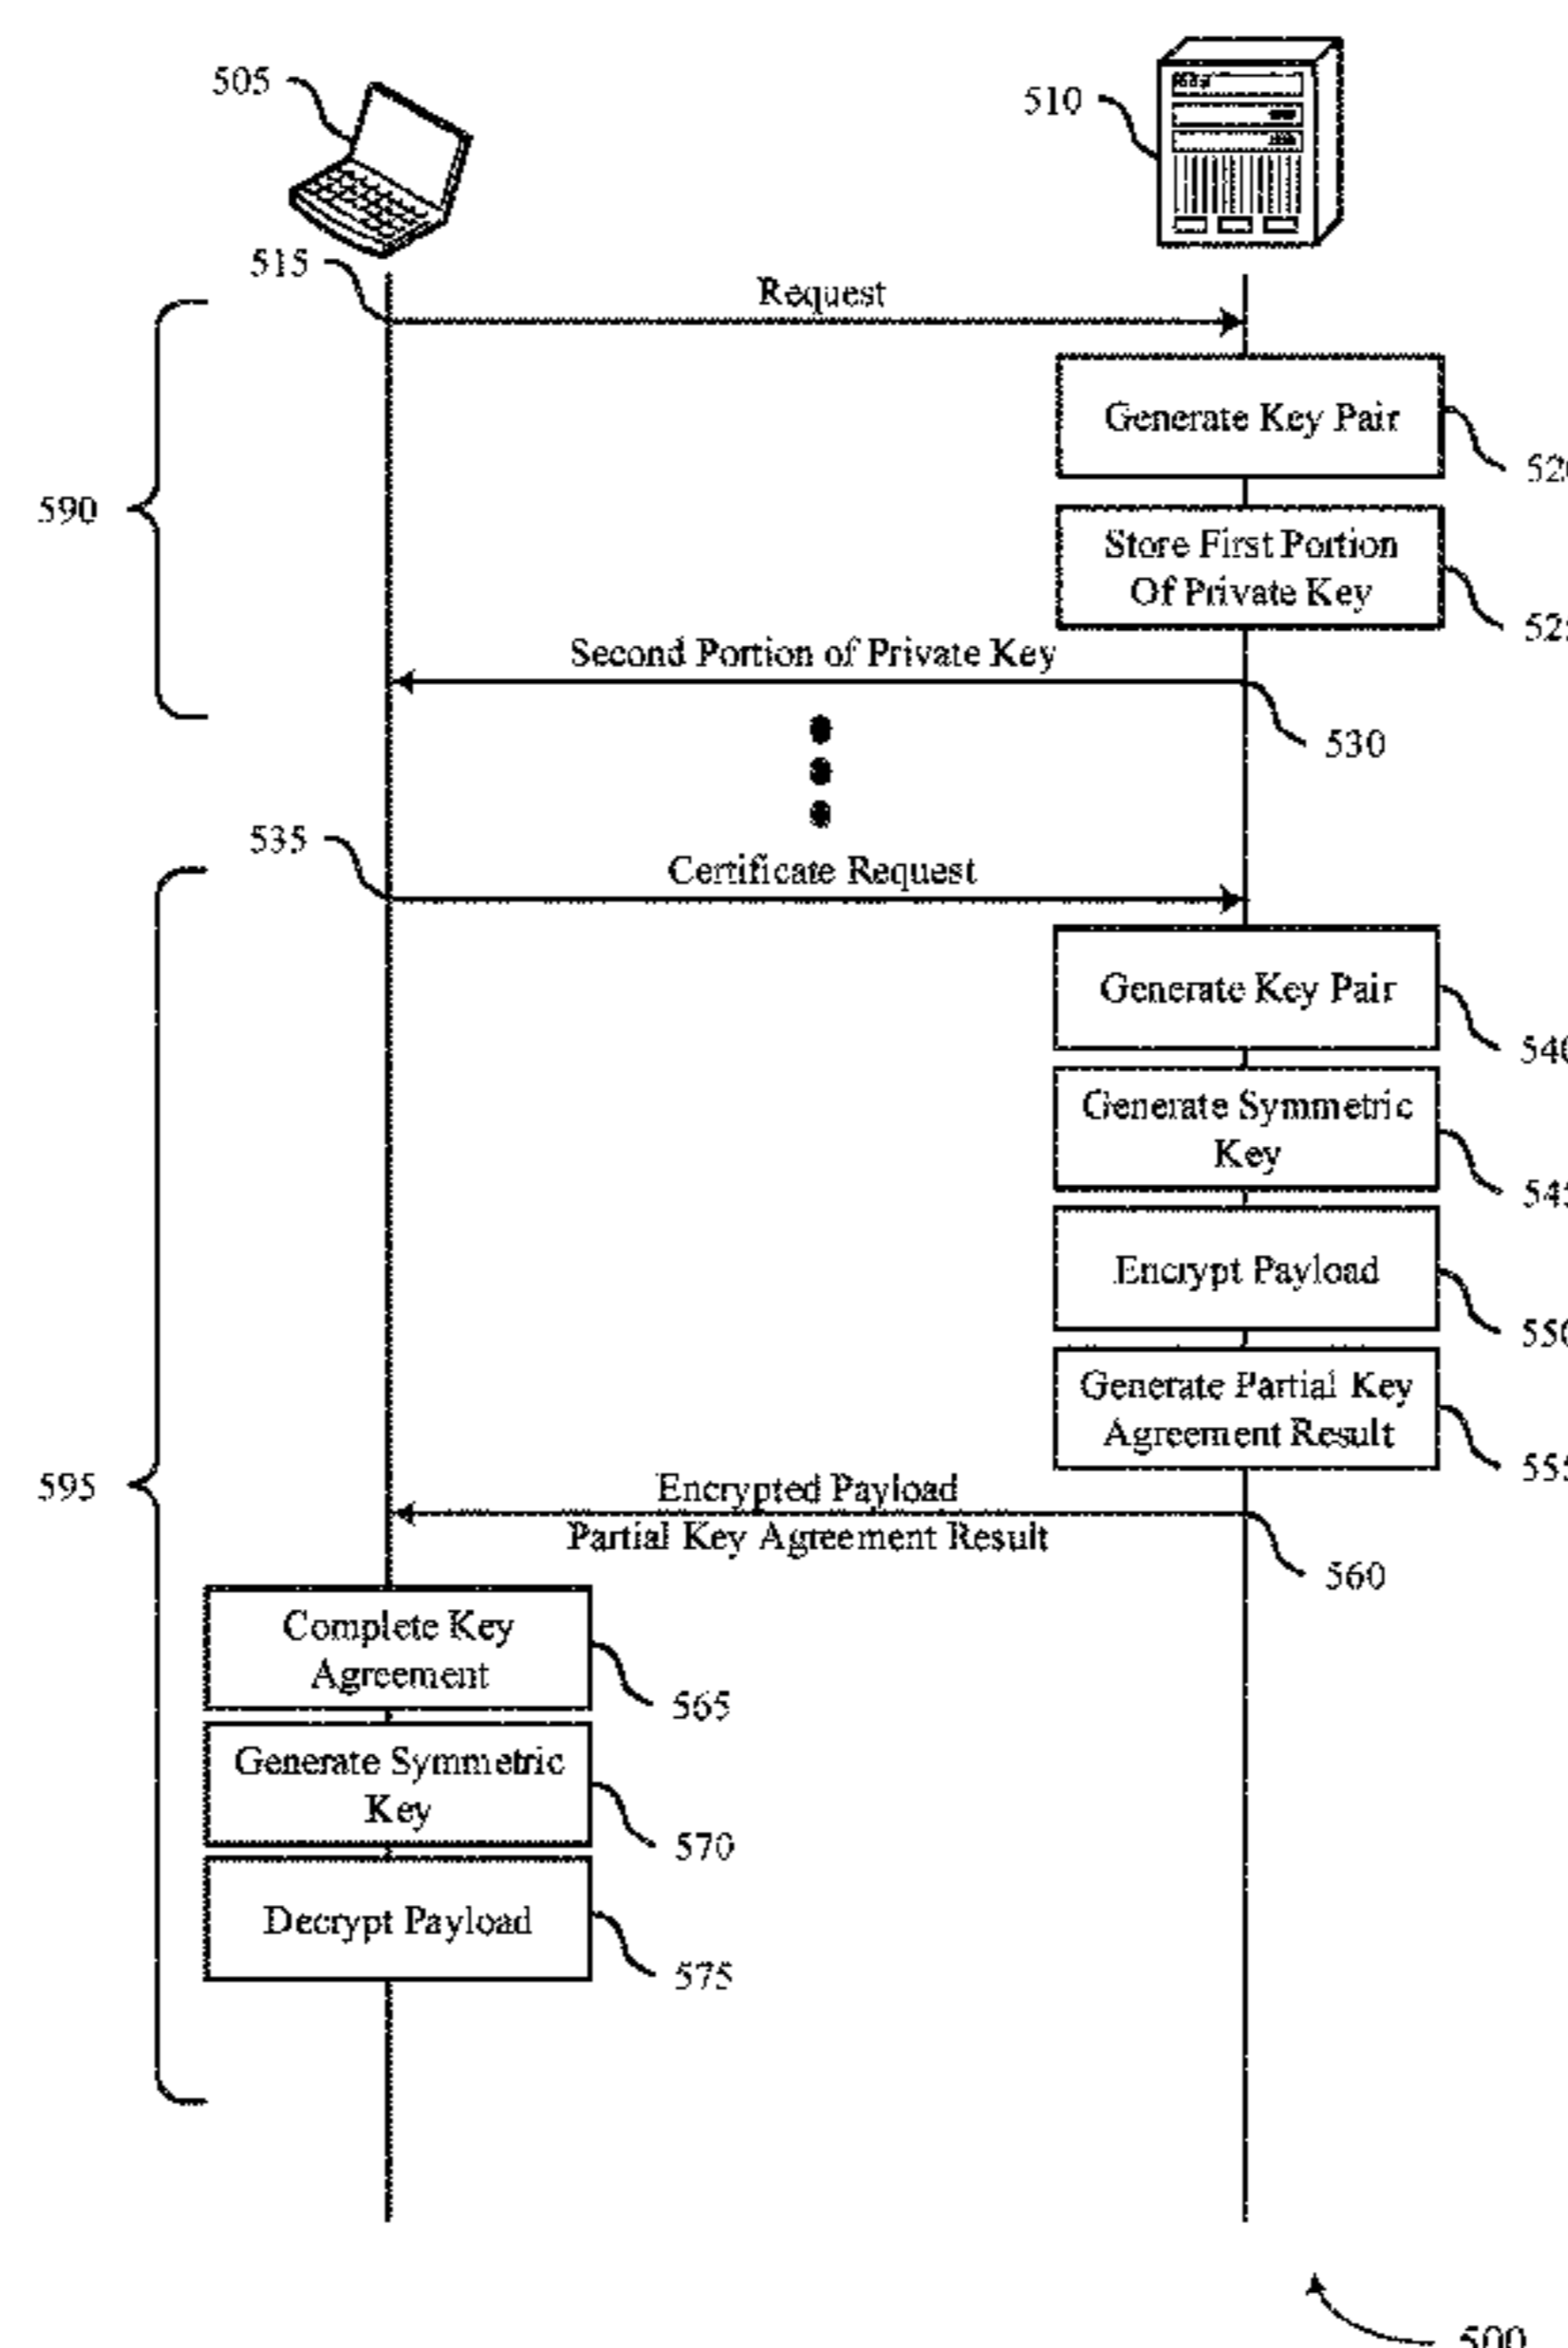 505
510
515
Request
Generate Key Pair
590
Store First Portion
Of Private Key
Second Portion of Private Key
530
535
Certificate Request
Generate Key Pair
Generate Symmetric
Key
Encrypt Payload
Generate Partial Key
Agreement Result
595
Encrypted Payload
Partial Key Agreement Result
560
Complete Key
Agreement
565
Generate Symmetric
Key
570
Decrypt Payload
575
500